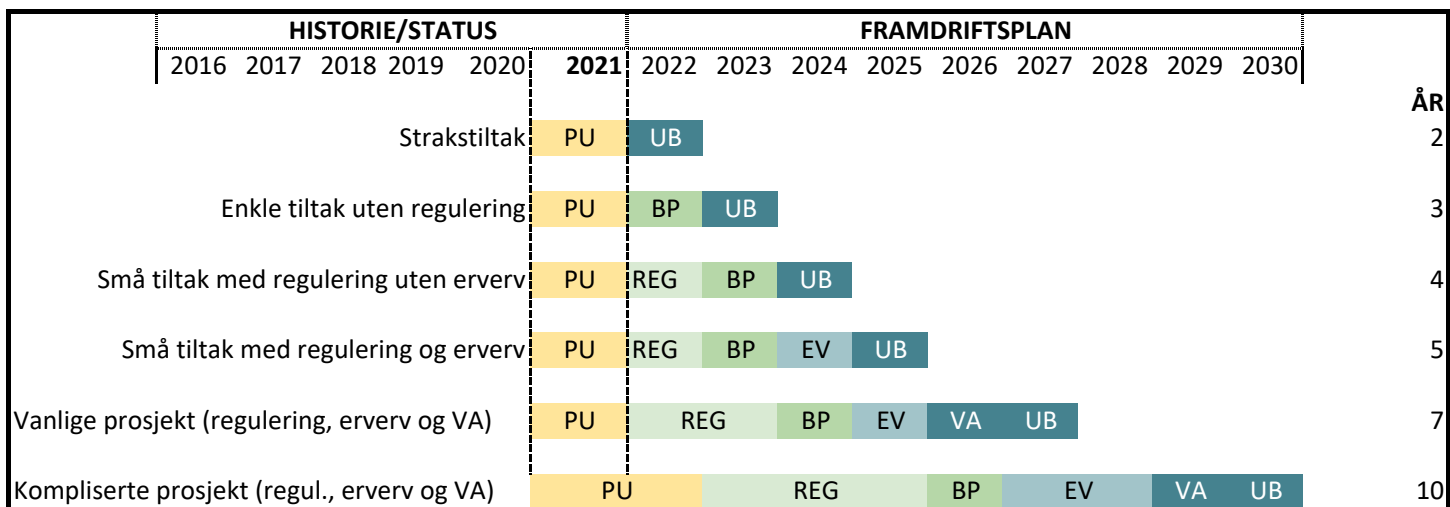 HISTORIE/STATUS FRAMDRIFTSPLAN
2016 2017 2018 2019 2020 2021 2022 2023 2024 2025 2026 2027 2028 2029 2030
ÅR
Strakstiltak PU UB 2
Enkle tiltak uten regulering PU BP UB 3
Små tiltak med regulering uten erverv PU REG BP UB 4
Små tiltak med regulering og erverv PU REG BP EV UB 5
Vanlige prosjekt (regulering, erverv og VA) PU REG BP EV VA UB 7
Kompliserte prosjekt (regul., erverv og VA) PU REG BP EV VA UB 10